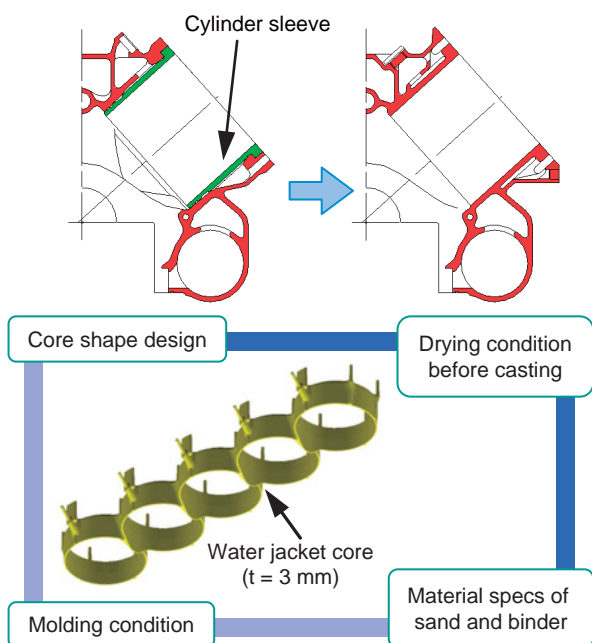 Cylinder sleeve
Core shape design
Drying condition
before casting
Water jacket core
(t = 3 mm)
Molding condition
Material specs of
sand and binder